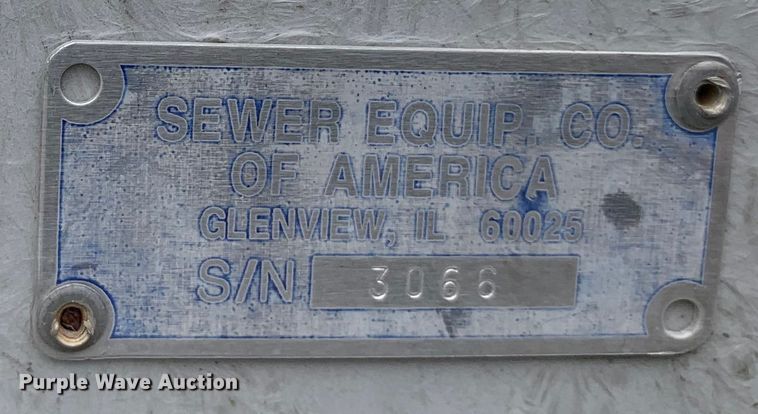 SEWER EQUIP. CO.
OF AMERICA
GLENVIEW, IL 60025
S/N 3066
Purple Wave Auction